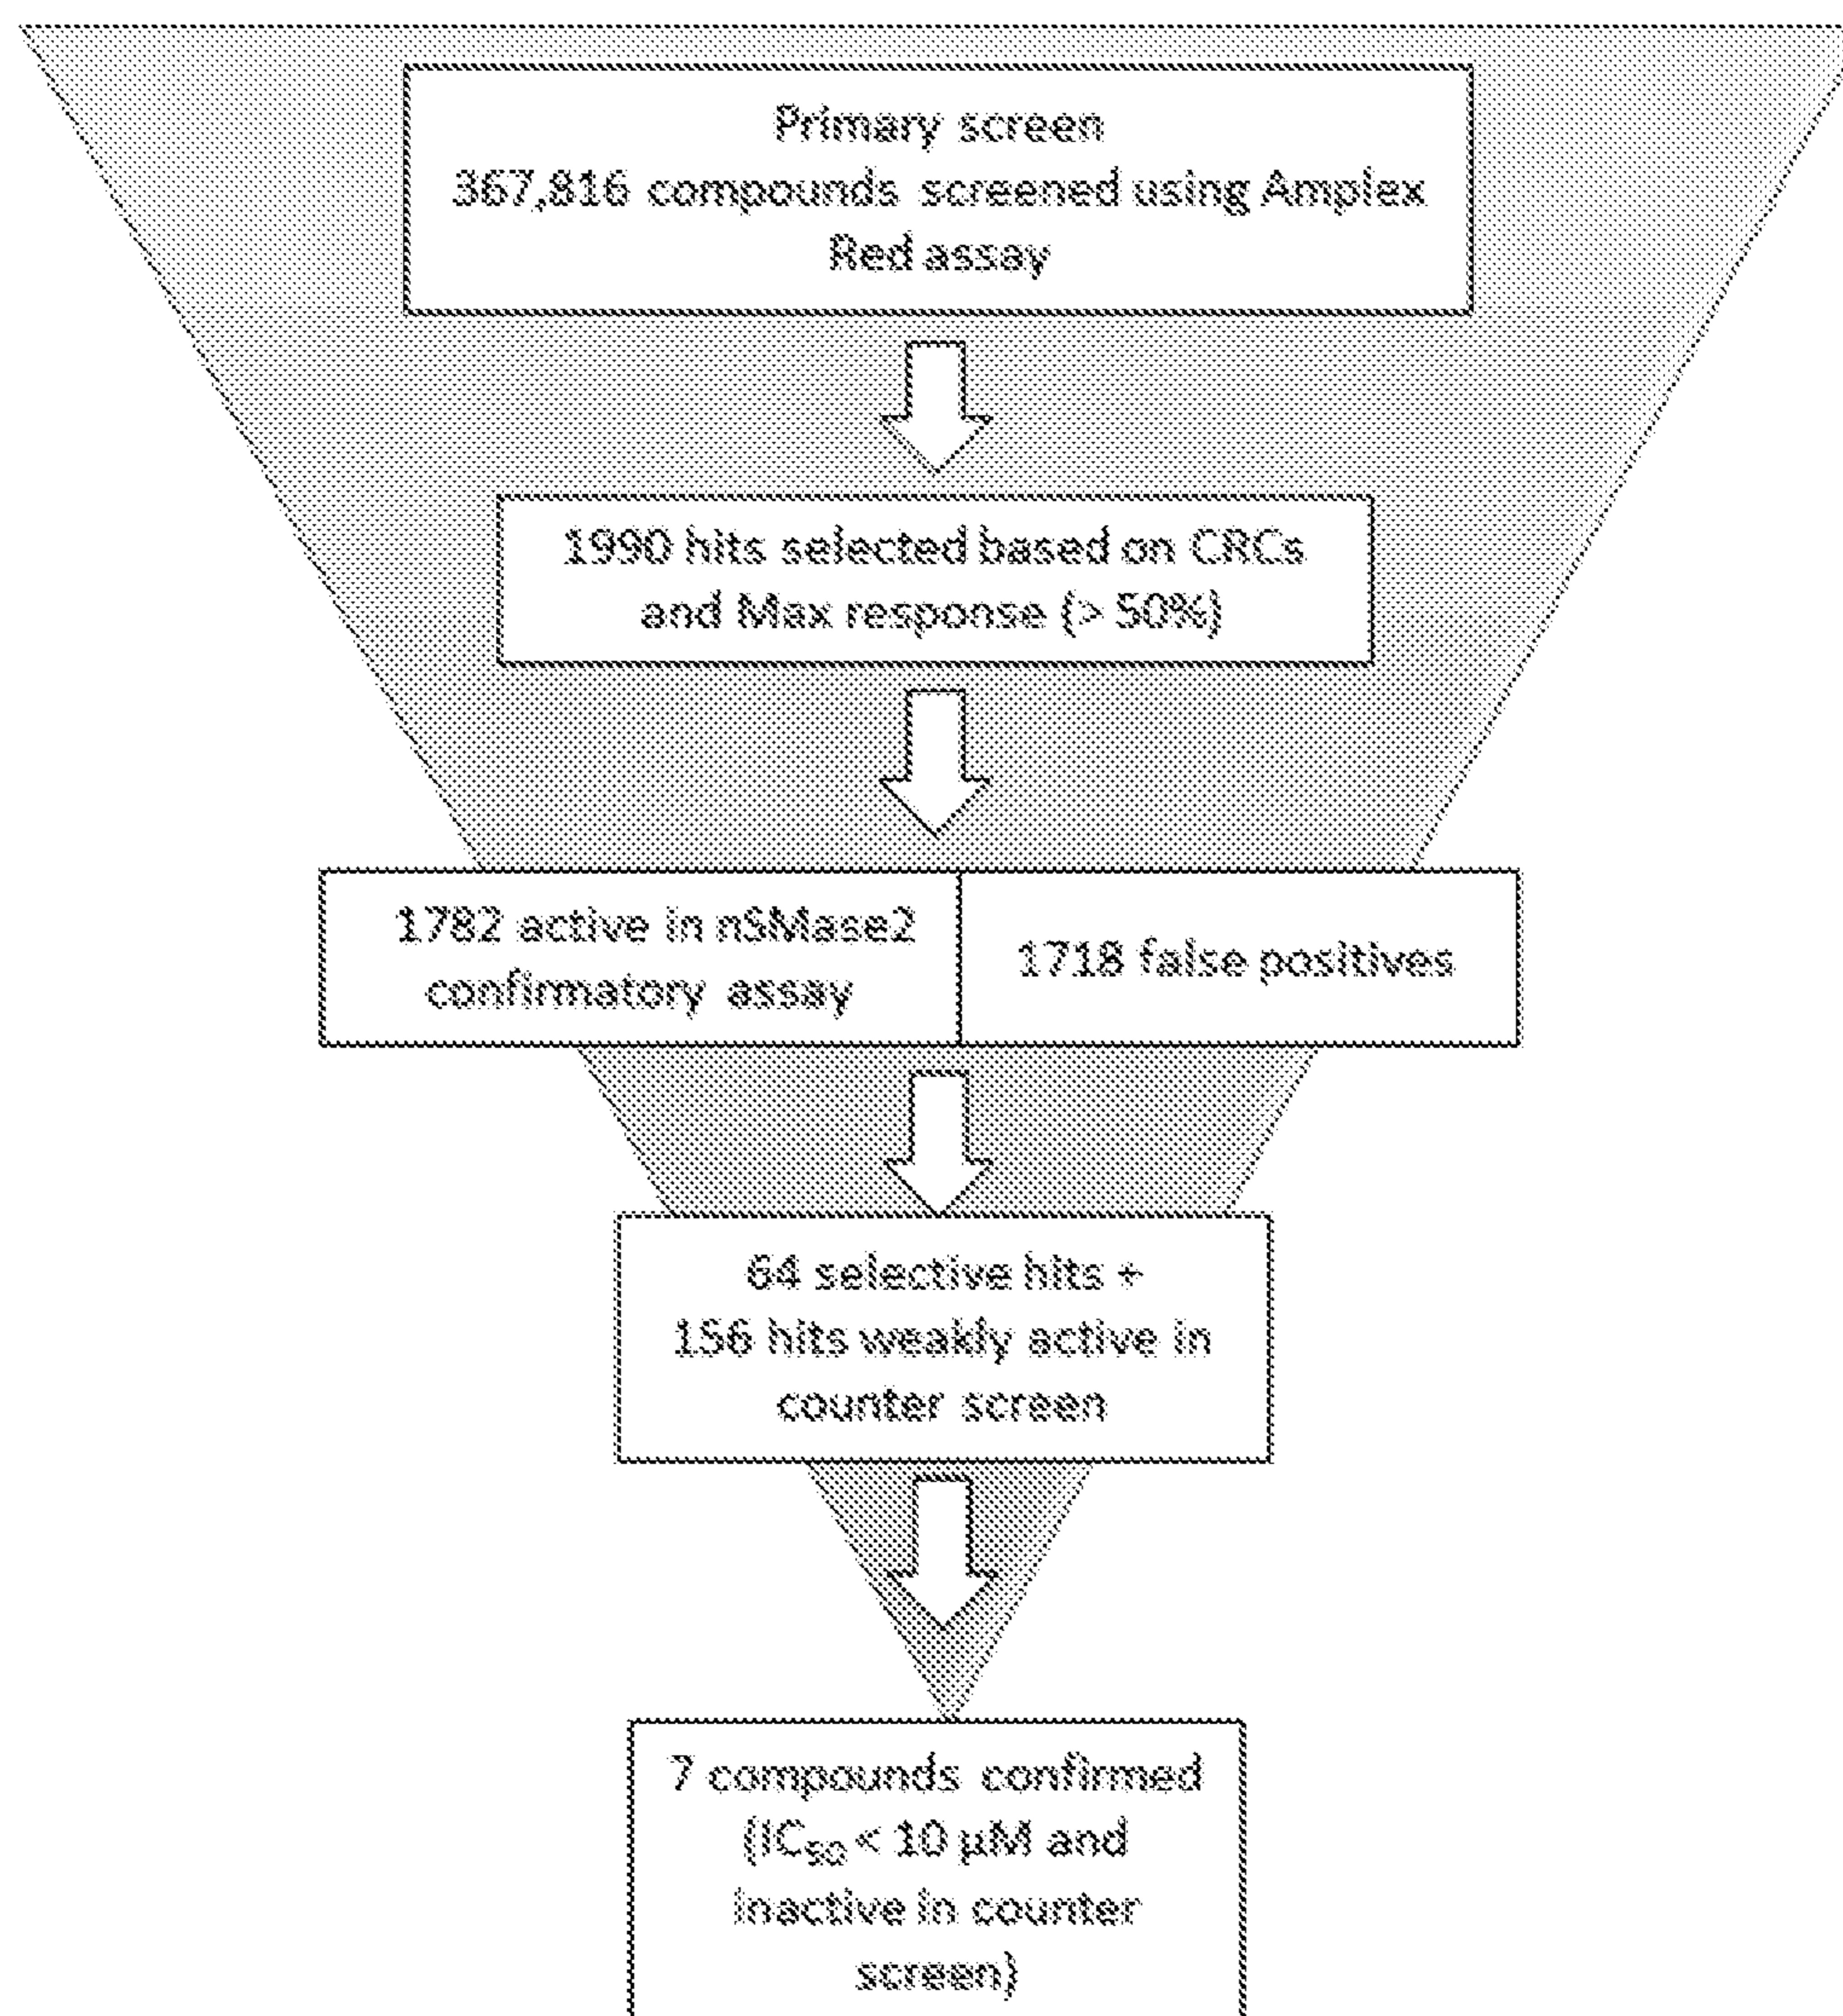 Primary screen
367,816 compounds screened using Amplex
Red assay
1990 hits selected based on CRCs
and Max response (> 50%)
1782 active in nSMase2
confirmatory assay
1718 false positives
64 selective hits +
156 hits weakly active in
counter screen
7 compounds confirmed
(IC₅₀ < 10 µM and
inactive in counter
screen)